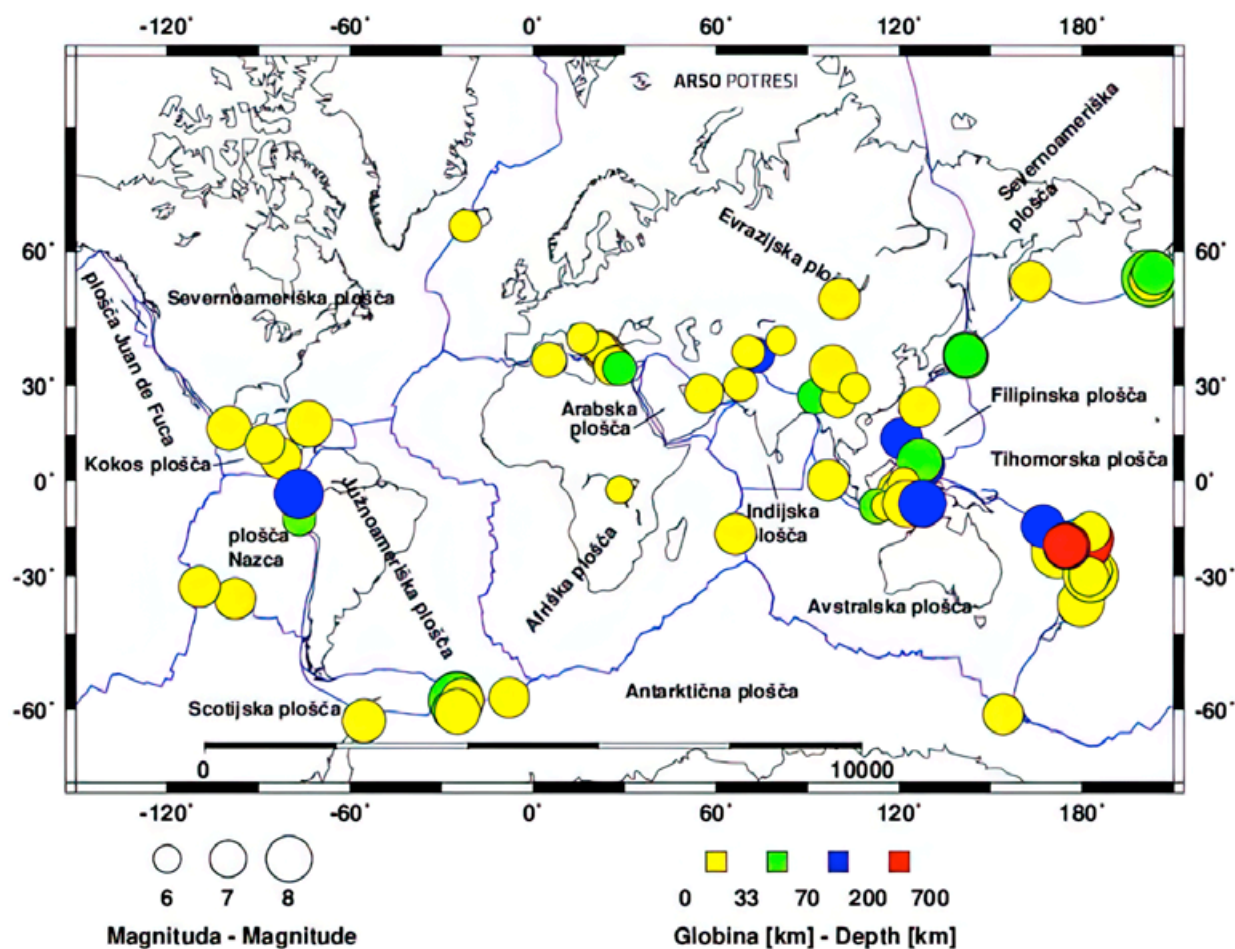 -120° -60° 0° 60° 120° 180°
ARSO POTRESI
Severnoameriška
plošča
Evrazijska plošč
60° 60°
plošča Juan de Fuca
Severnoameriška plošča
30° 30°
Arabska
plošča
Filipinska plošča
Kokos plošča
Tihomorska plošča
0° 0°
Južnoameriška plošča
Indijska
plošča
plošča
Nazca
Afriška plošča
-30° -30°
Avstralska plošča
Antarktična plošča
Scotijska plošča
-60° -60°
0 10000
-120° -60° 0° 60° 120° 180°
6 7 8
0 33 70 200 700
Magnituda - Magnitude
Globina [km] - Depth [km]